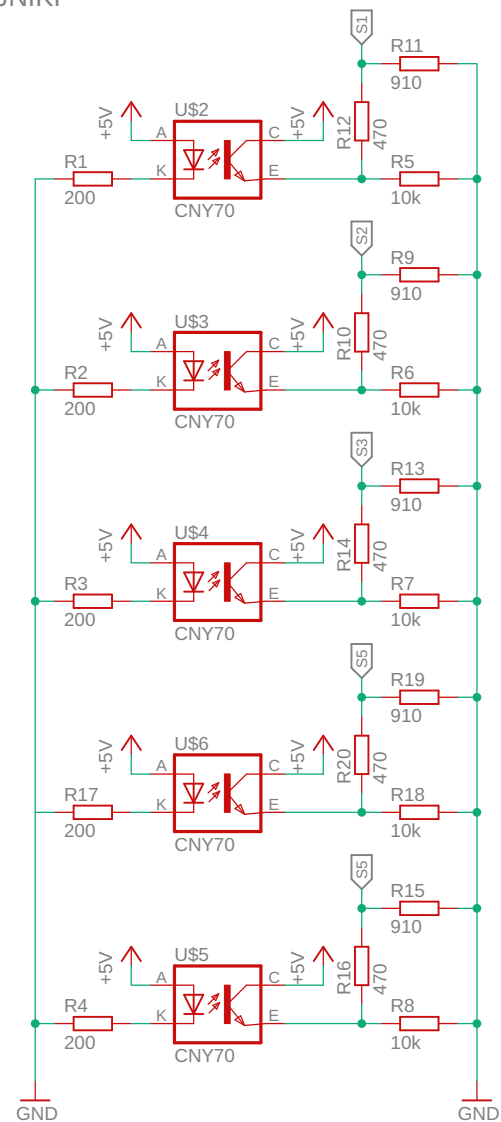 S1
R11
910
+5V
U$2
+5V
R12
470
A
C
R1
K
E
R5
200
CNY70
10k
S2
R9
910
+5V
U$3
+5V
R10
470
A
C
R2
K
E
R6
200
CNY70
10k
S3
R13
910
+5V
U$4
+5V
R14
470
A
C
R3
K
E
R7
200
CNY70
10k
S5
R19
910
+5V
U$6
+5V
R20
470
A
C
R17
K
E
R18
200
CNY70
10k
S5
R15
910
+5V
U$5
+5V
R16
470
A
C
R4
K
E
R8
200
CNY70
10k
GND
GND